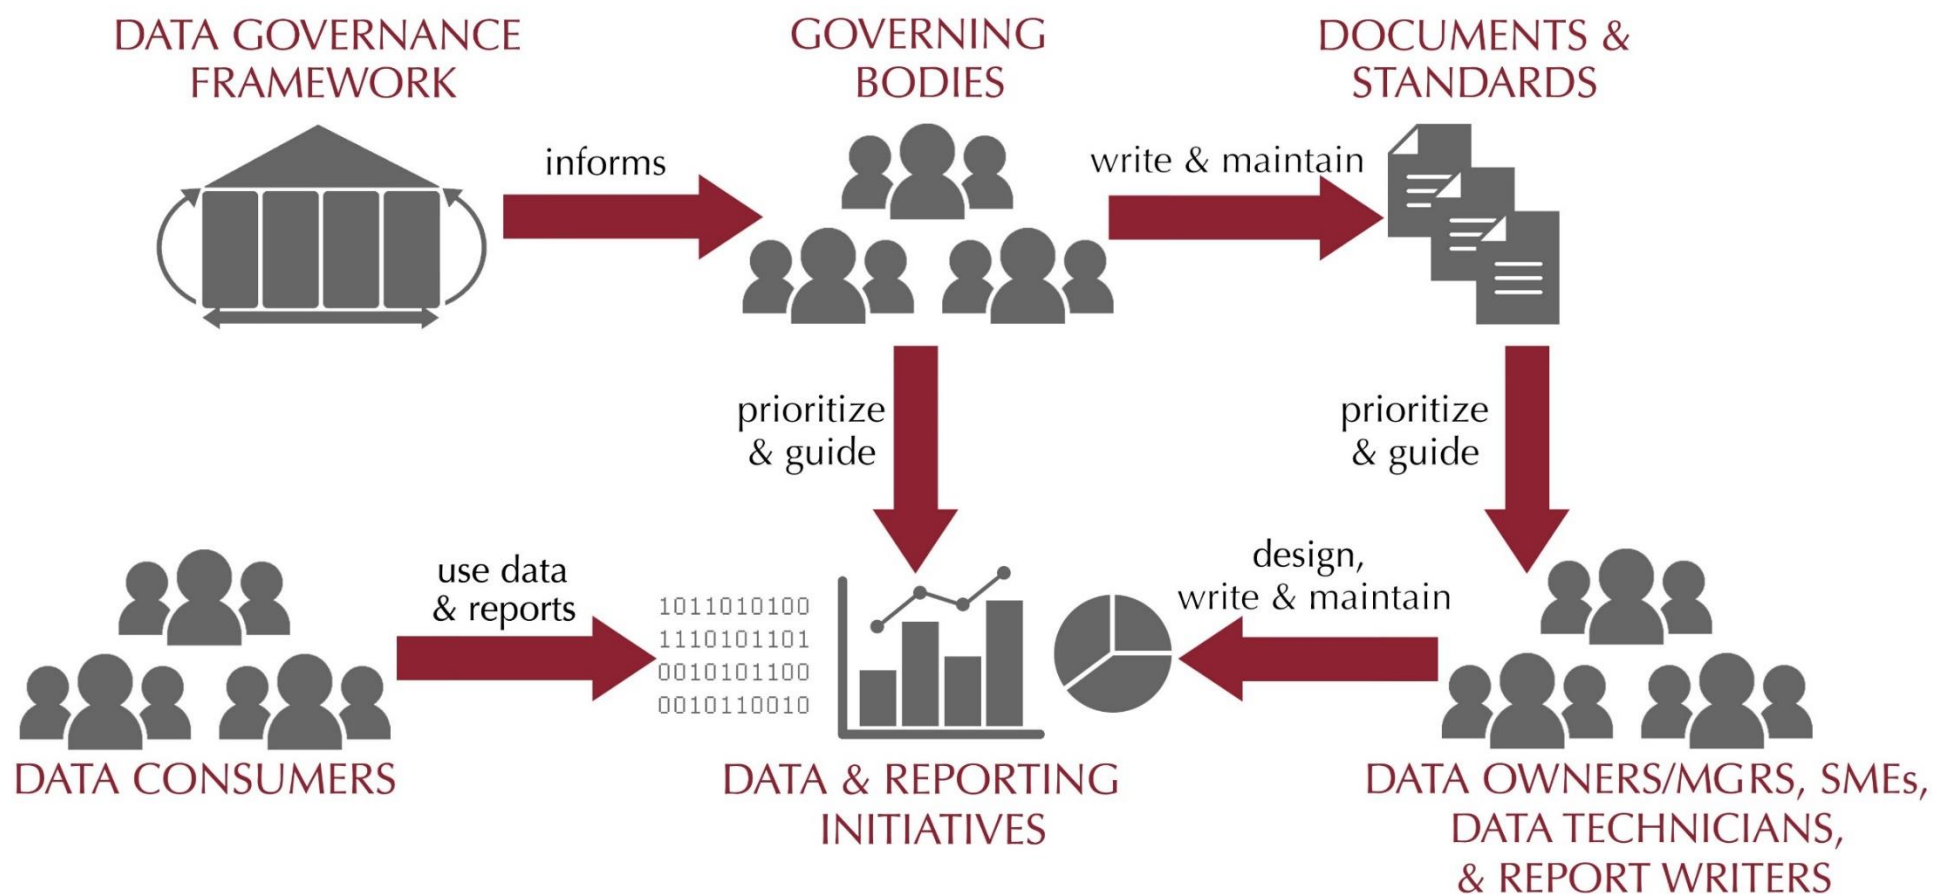 DATA GOVERNANCE
FRAMEWORK
GOVERNING
BODIES
DOCUMENTS &
STANDARDS
informs
write & maintain
prioritize
& guide
prioritize
& guide
use data
& reports
design,
write & maintain
1011010100
1110101101
0010101100
0010110010
DATA CONSUMERS
DATA & REPORTING
INITIATIVES
DATA OWNERS/MGRS, SMEs,
DATA TECHNICIANS,
& REPORT WRITERS